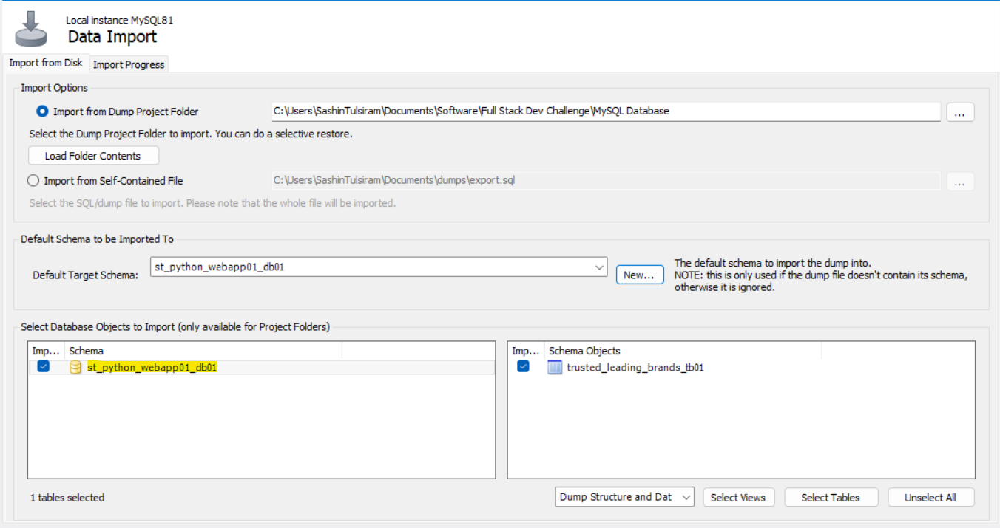 Local instance MySQL81
Data Import
Import from Disk Import Progress
Import Options
Import from Dump Project Folder C:\Users\SashinTulsiram\Documents\Software\Full Stack Dev Challenge\MySQL Database ...
Select the Dump Project Folder to import. You can do a selective restore.
Load Folder Contents
Import from Self-Contained File C:\Users\SashinTulsiram\Documents\dumps\export.sql ...
Select the SQL/dump file to import. Please note that the whole file will be imported.
Default Schema to be Imported To
Default Target Schema: st_python_webapp01_db01 New...
The default schema to import the dump into.
NOTE: this is only used if the dump file doesn't contain its schema,
otherwise it is ignored.
Select Database Objects to Import (only available for Project Folders)
Imp... Schema Imp... Schema Objects
st_python_webapp01_db01 trusted_leading_brands_tb01
1 tables selected Dump Structure and Dat Select Views Select Tables Unselect All